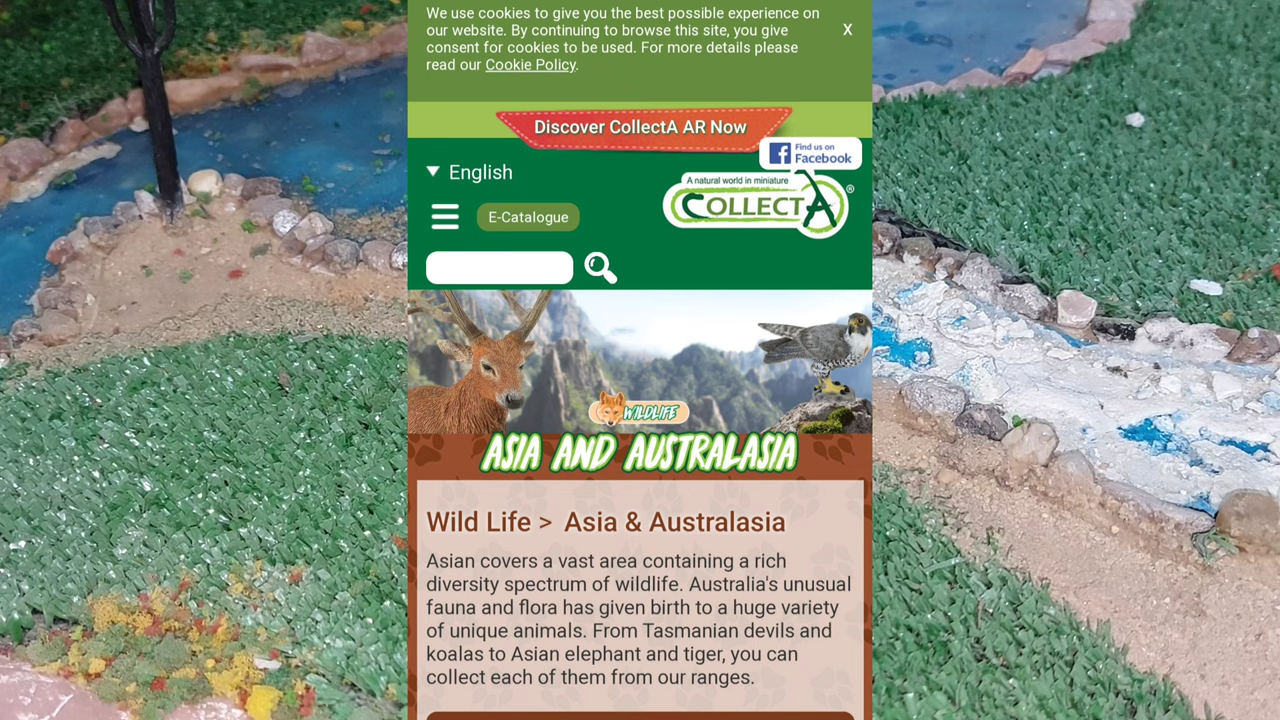 We use cookies to give you the best possible experience on
our website. By continuing to browse this site, you give
consent for cookies to be used. For more details please
read our Cookie Policy.
X
Discover CollectA AR Now
Find us on
Facebook
English
A natural world in miniature
COLLECTA®
E-Catalogue
WILDLIFE
ASIA AND AUSTRALASIA
Wild Life > Asia & Australasia
Asian covers a vast area containing a rich
diversity spectrum of wildlife. Australia's unusual
fauna and flora has given birth to a huge variety
of unique animals. From Tasmanian devils and
koalas to Asian elephant and tiger, you can
collect each of them from our ranges.